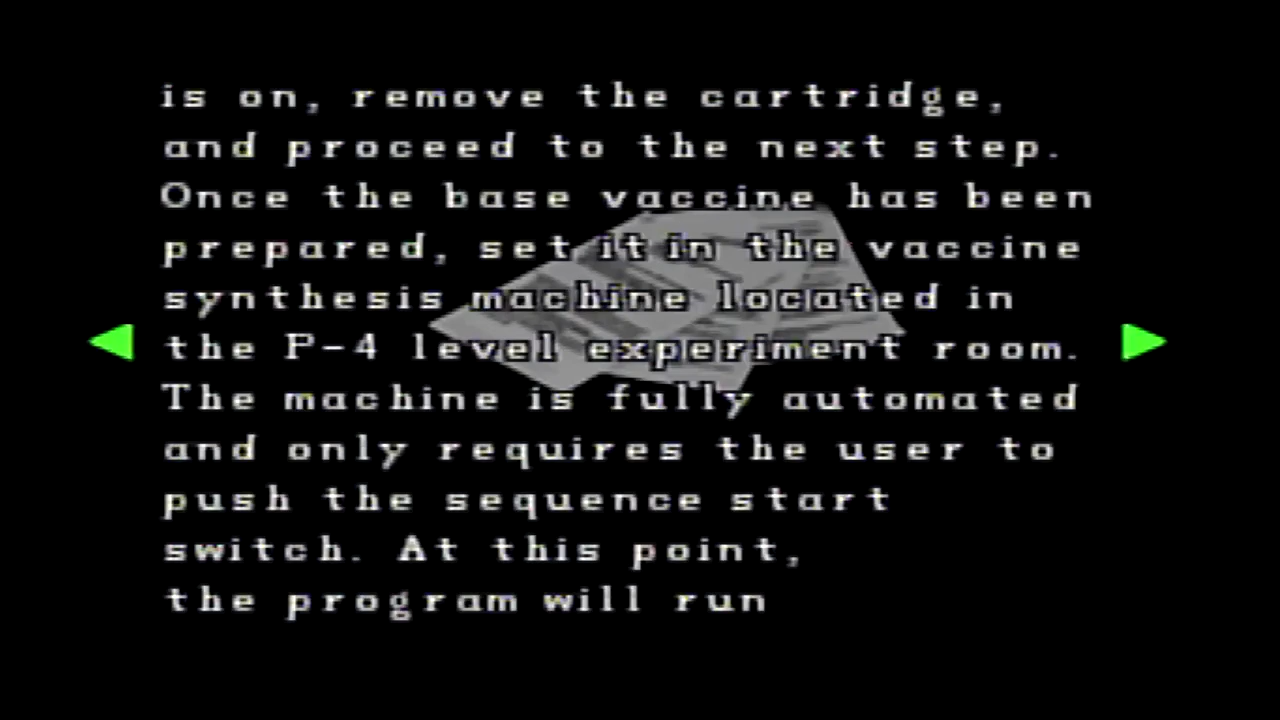 is on, remove the cartridge,
and proceed to the next step.
Once the base vaccine has been
prepared, set it in the vaccine
synthesis machine located in
the P-4 level experiment room.
The machine is fully automated
and only requires the user to
push the sequence start
switch. At this point,
the program will run